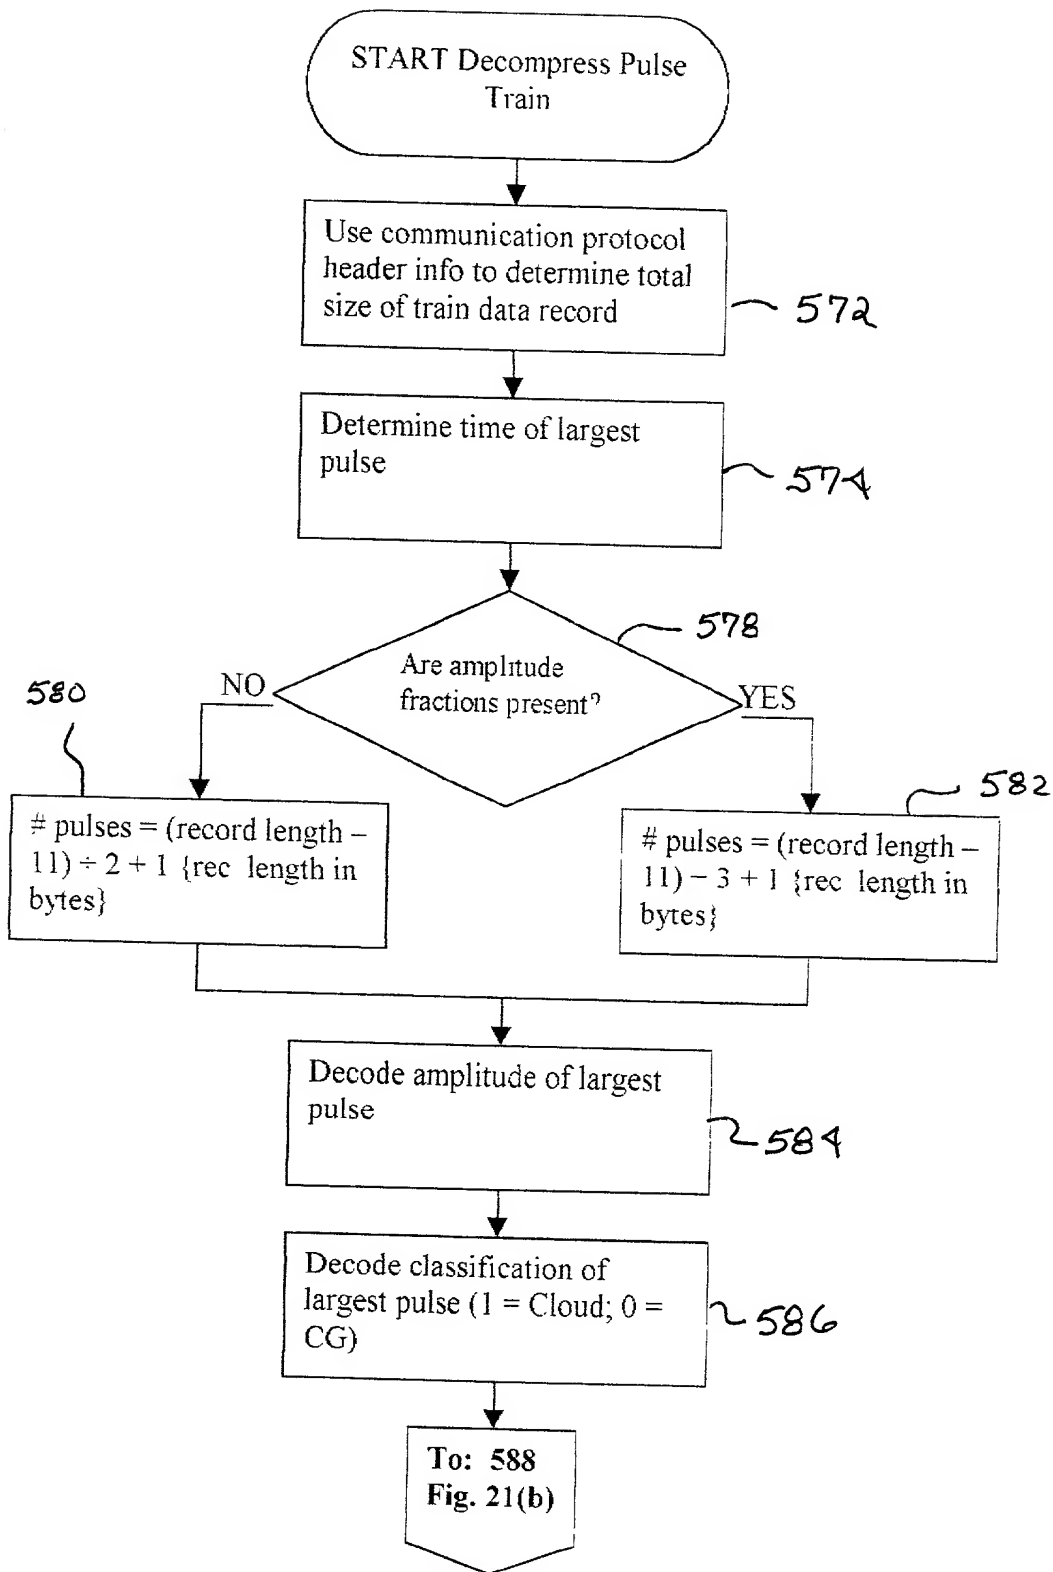 START Decompress Pulse
Train
Use communication protocol
header info to determine total
size of train data record
572
Determine time of largest
pulse
574
578
Are amplitude
fractions present?
NO
YES
580
582
# pulses = (record length –
11) ÷ 2 + 1 {rec length in
bytes}
# pulses = (record length –
11) – 3 + 1 {rec length in
bytes}
Decode amplitude of largest
pulse
584
Decode classification of
largest pulse (1 = Cloud; 0 =
CG)
586
To: 588
Fig. 21(b)